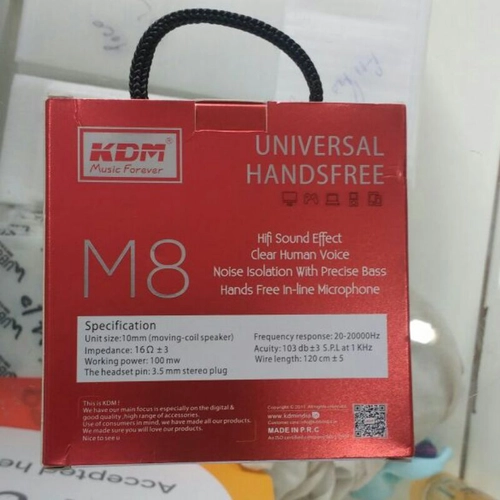 KDM®
Music Forever
UNIVERSAL
HANDSFREE
M8
Hifi Sound Effect
Clear Human Voice
Noise Isolation With Precise Bass
Hands Free In-line Microphone
Specification
Unit size:10mm (moving-coil speaker)
Impedance: 16Ω ±3
Working power: 100 mw
The headset pin: 3.5 mm stereo plug
Frequency response: 20-20000Hz
Acuity: 103 db±3 S.P.L at 1 KHz
Wire length: 120 cm ± 5
This is KDM !
We have our main focus is especially on the digital &
good quality ,high range of accessories.
Use of consumers in mind, we have made all our products.
We made sure you will love our products.
Nice to see u
www.kdmindia
MADE IN P.R.C
Accepted he